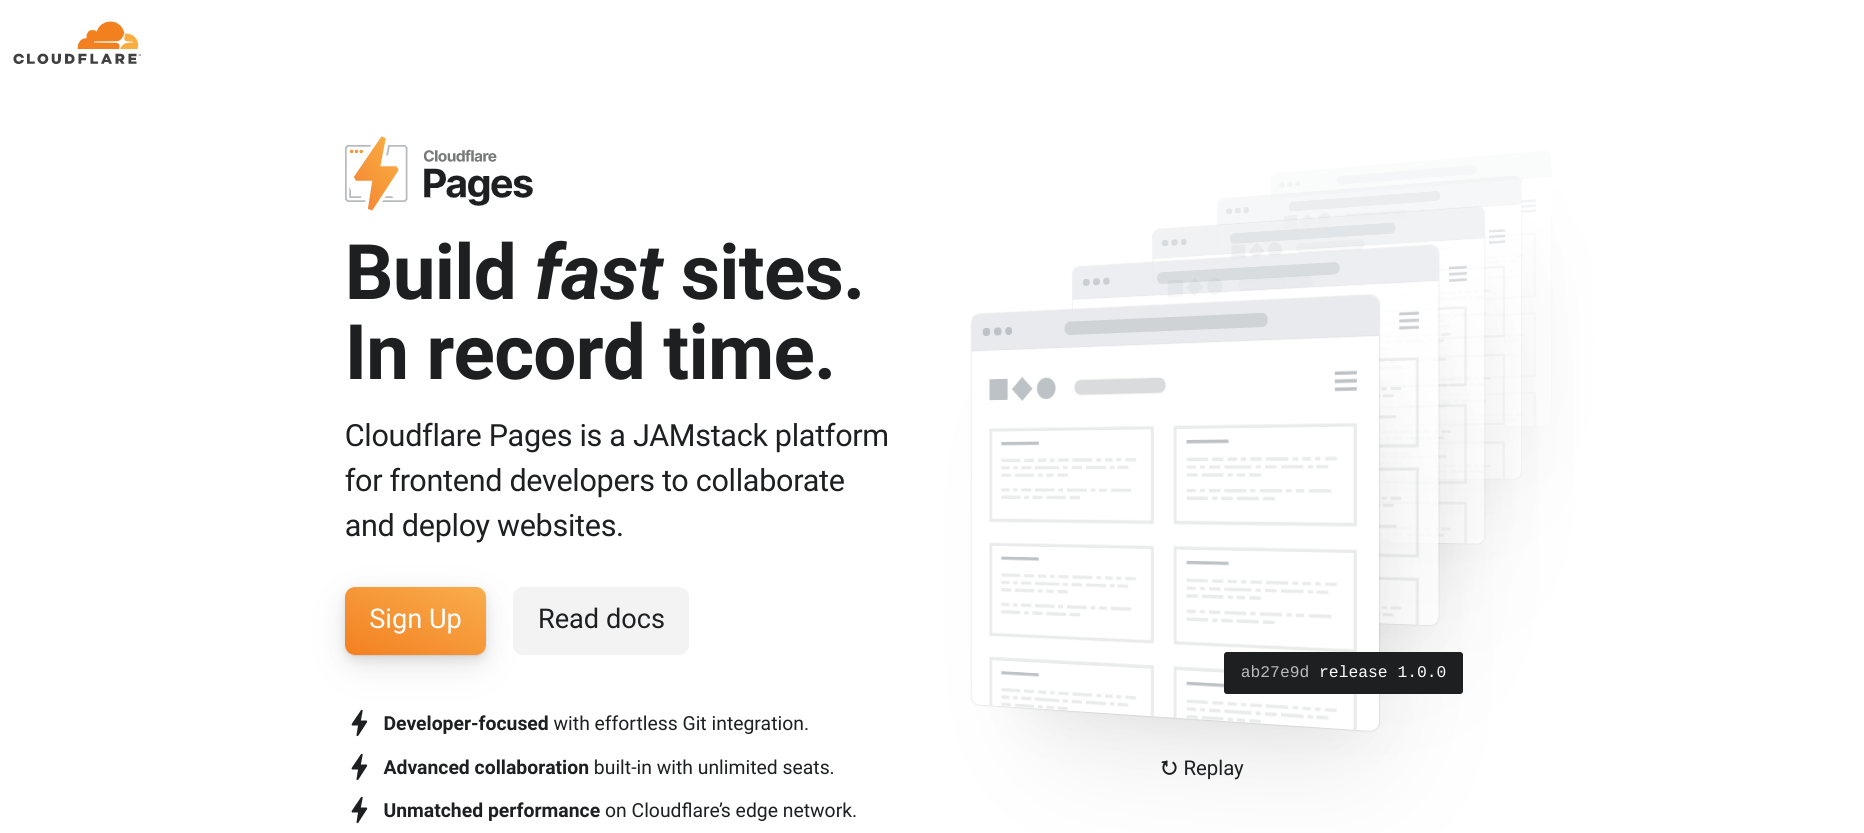 CLOUDFLARE
Cloudflare
Pages
Build fast sites.
In record time.
Cloudflare Pages is a JAMstack platform
for frontend developers to collaborate
and deploy websites.
Sign Up
Read docs
Developer-focused with effortless Git integration.
Advanced collaboration built-in with unlimited seats.
Unmatched performance on Cloudflare’s edge network.
ab27e9d release 1.0.0
↻ Replay